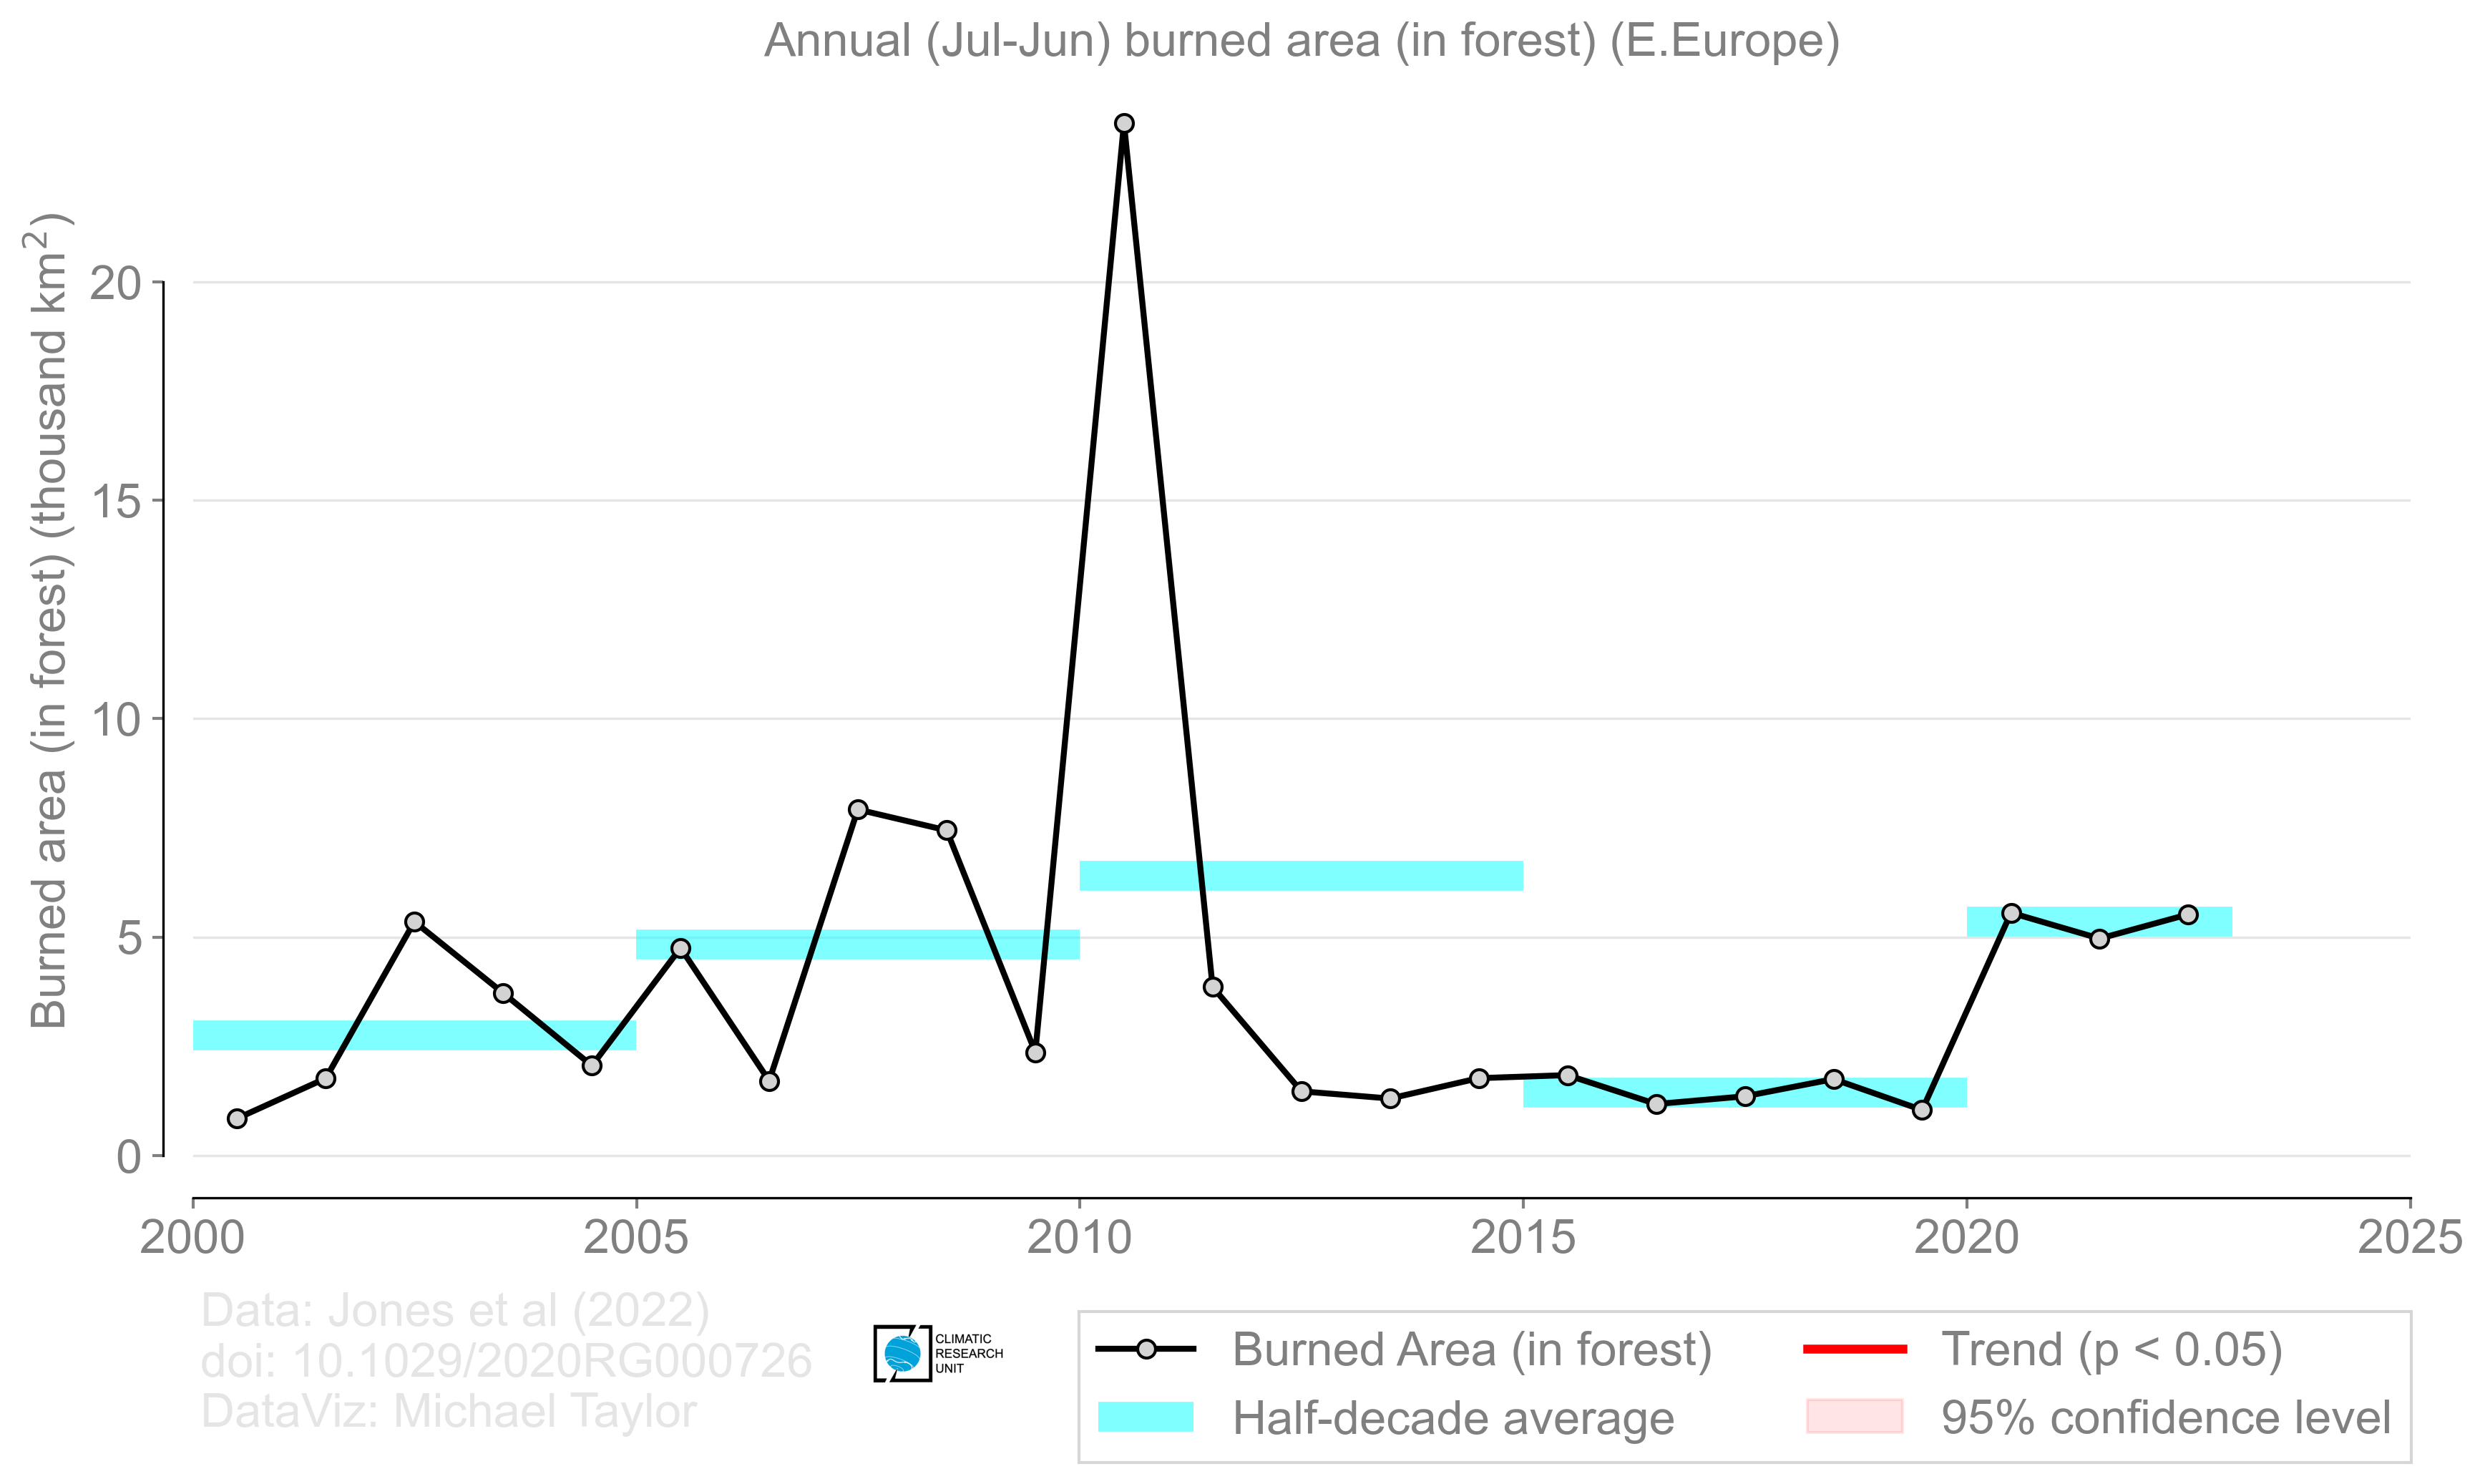 Annual (Jul-Jun) burned area (in forest) (E.Europe)
Burned area (in forest) (thousand km²)
20
15
10
5
0
2000
2005
2010
2015
2020
2025
Data: Jones et al (2022)
doi: 10.1029/2020RG000726
DataViz: Michael Taylor
CLIMATIC
RESEARCH
UNIT
Burned Area (in forest)
Half-decade average
Trend (p < 0.05)
95% confidence level